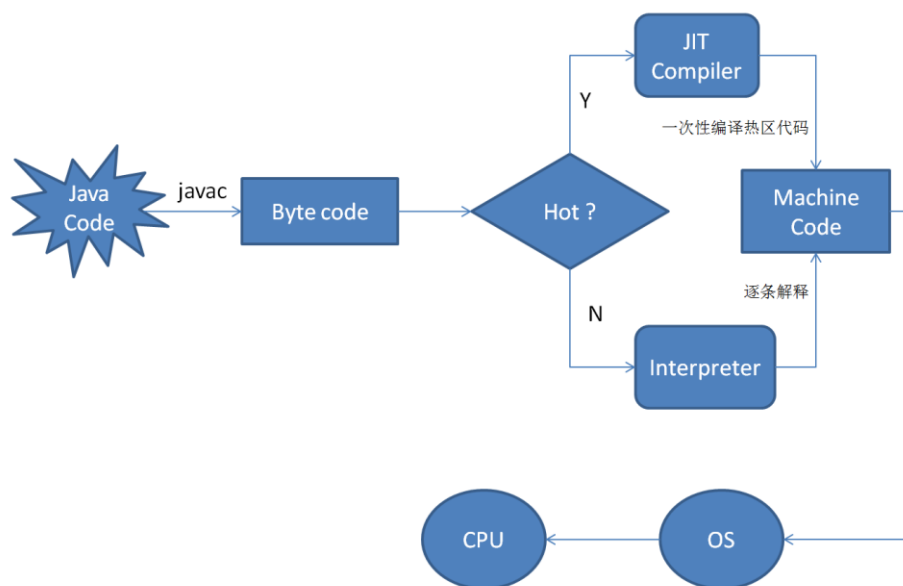 JIT
Compiler
Y
一次性编译热区代码
Java
Code
javac
Byte code
Hot ?
Machine
Code
逐条解释
N
Interpreter
CPU
OS